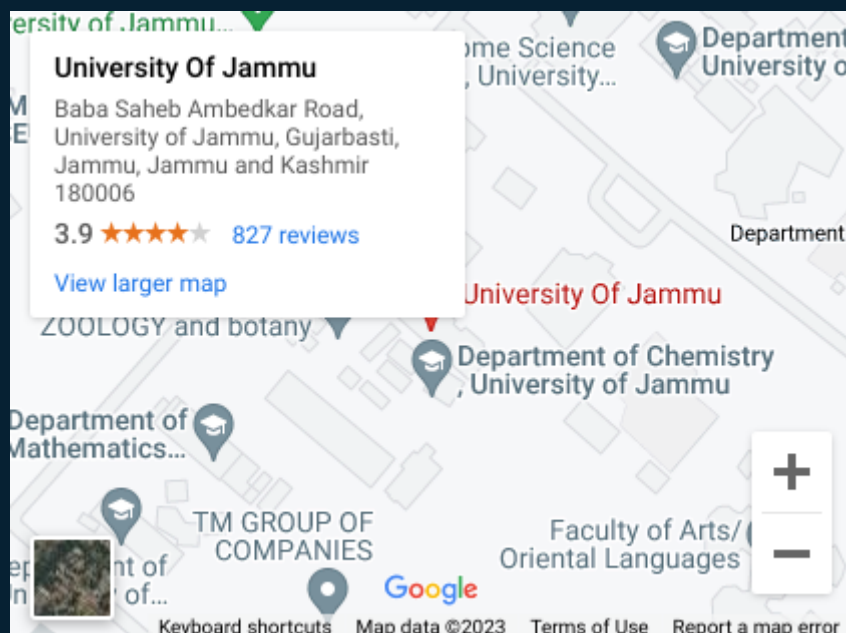 ersity of Jammu...
University Of Jammu
Baba Saheb Ambedkar Road,
University of Jammu, Gujarbasti,
Jammu, Jammu and Kashmir
180006
3.9 827 reviews
View larger map
ome Science
, University...
Department
University o
M
E
Department
University Of Jammu
ZOOLOGY and botany
Department of Chemistry
, University of Jammu
Department of
Mathematics...
TM GROUP OF
COMPANIES
Faculty of Arts/
Oriental Languages
nt of
of...
Google
Keyboard shortcuts Map data ©2023 Terms of Use Report a map error